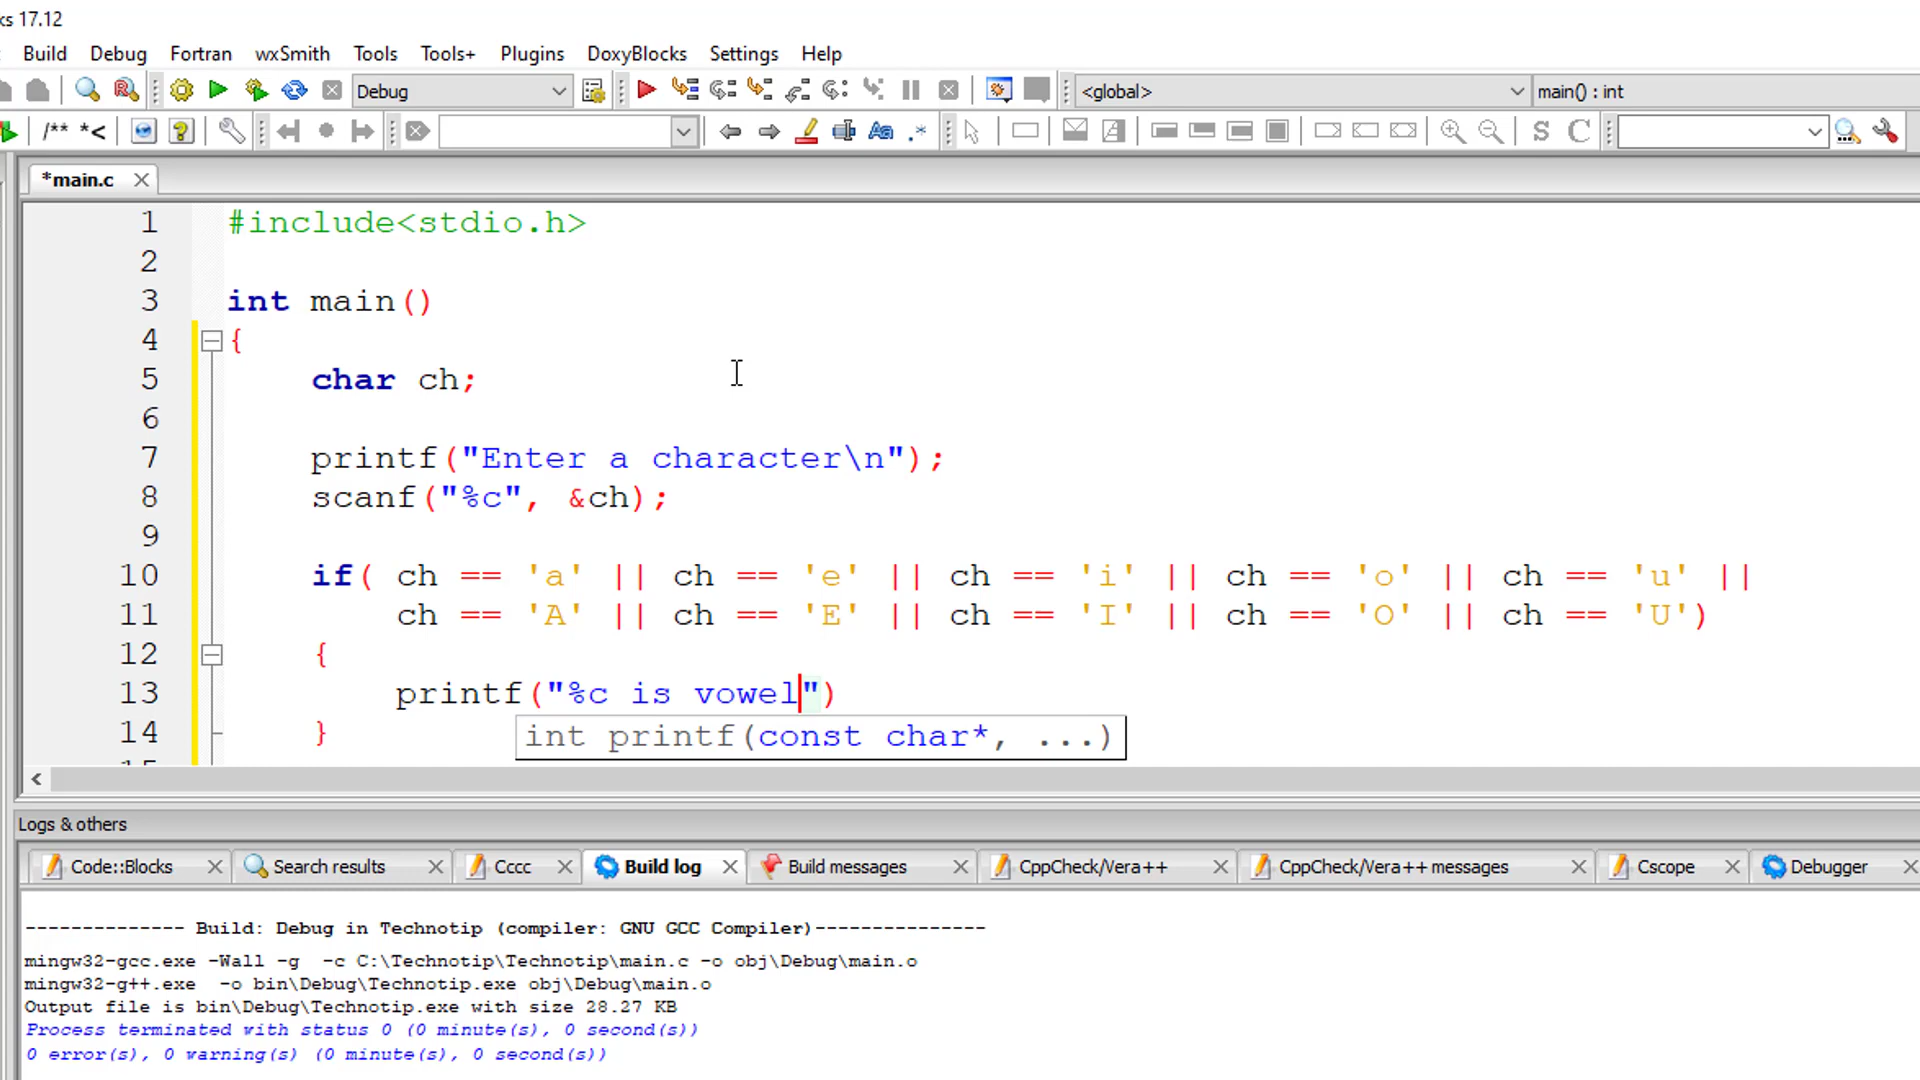 ks 17.12
Build Debug Fortran wxSmith Tools Tools+ Plugins DoxyBlocks Settings Help
Debug <global> main() : int
/** *< Aa .* S C
*main.c
1 #include<stdio.h>
2
3 int main()
4 {
5 char ch;
6
7 printf("Enter a character\n");
8 scanf("%c", &ch);
9
10 if( ch == 'a' || ch == 'e' || ch == 'i' || ch == 'o' || ch == 'u' ||
11 ch == 'A' || ch == 'E' || ch == 'I' || ch == 'O' || ch == 'U')
12 {
13 printf("%c is vowel")
14 }
int printf(const char*, ...)
Logs & others
Code::Blocks Search results Cccc Build log Build messages CppCheck/Vera++ CppCheck/Vera++ messages Cscope Debugger
-------------- Build: Debug in Technotip (compiler: GNU GCC Compiler)---------------
mingw32-gcc.exe -Wall -g -c C:\Technotip\Technotip\main.c -o obj\Debug\main.o
mingw32-g++.exe -o bin\Debug\Technotip.exe obj\Debug\main.o
Output file is bin\Debug\Technotip.exe with size 28.27 KB
Process terminated with status 0 (0 minute(s), 0 second(s))
0 error(s), 0 warning(s) (0 minute(s), 0 second(s))